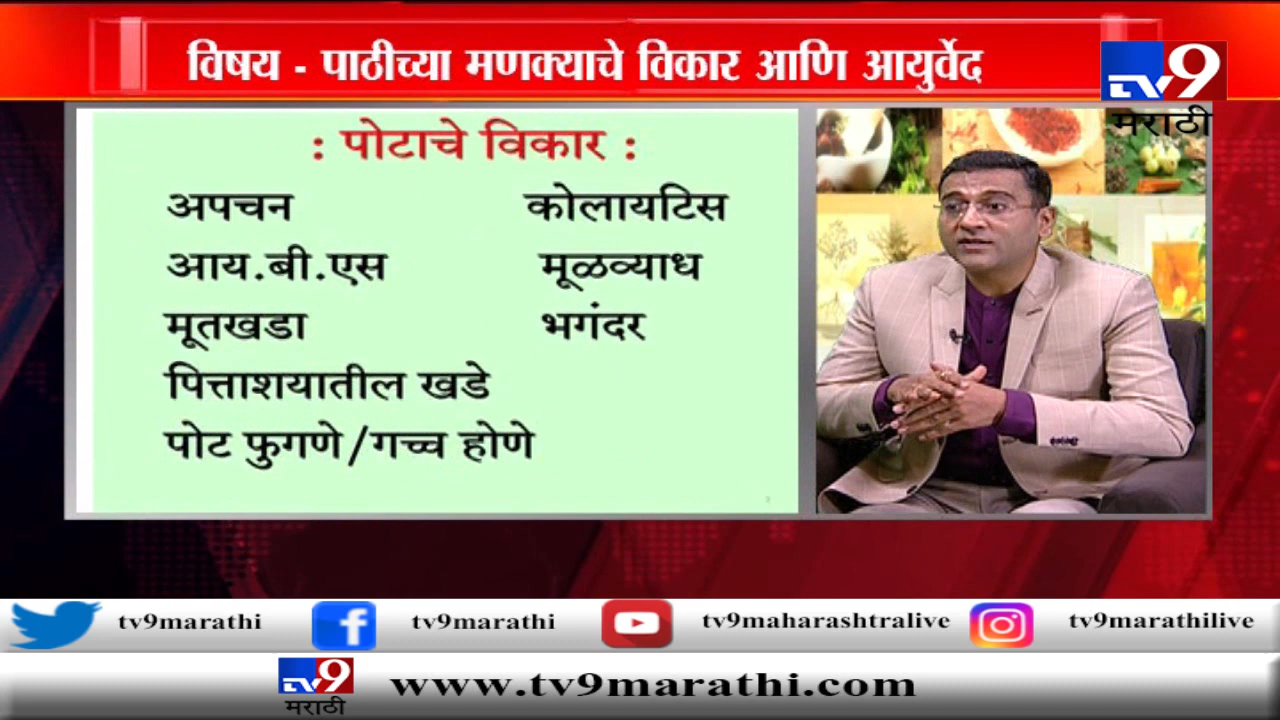 विषय - पाठीच्या मणक्याचे विकार आणि आयुर्वेद
TV9
मराठी
: पोटाचे विकार :
अपचन कोलायटिस
आय.बी.एस मूळव्याध
मूतखडा भगंदर
पित्ताशयातील खडे
पोट फुगणे/गच्च होणे
tv9marathi tv9marathi tv9maharashtralive tv9marathilive
TV9
मराठी
www.tv9marathi.com